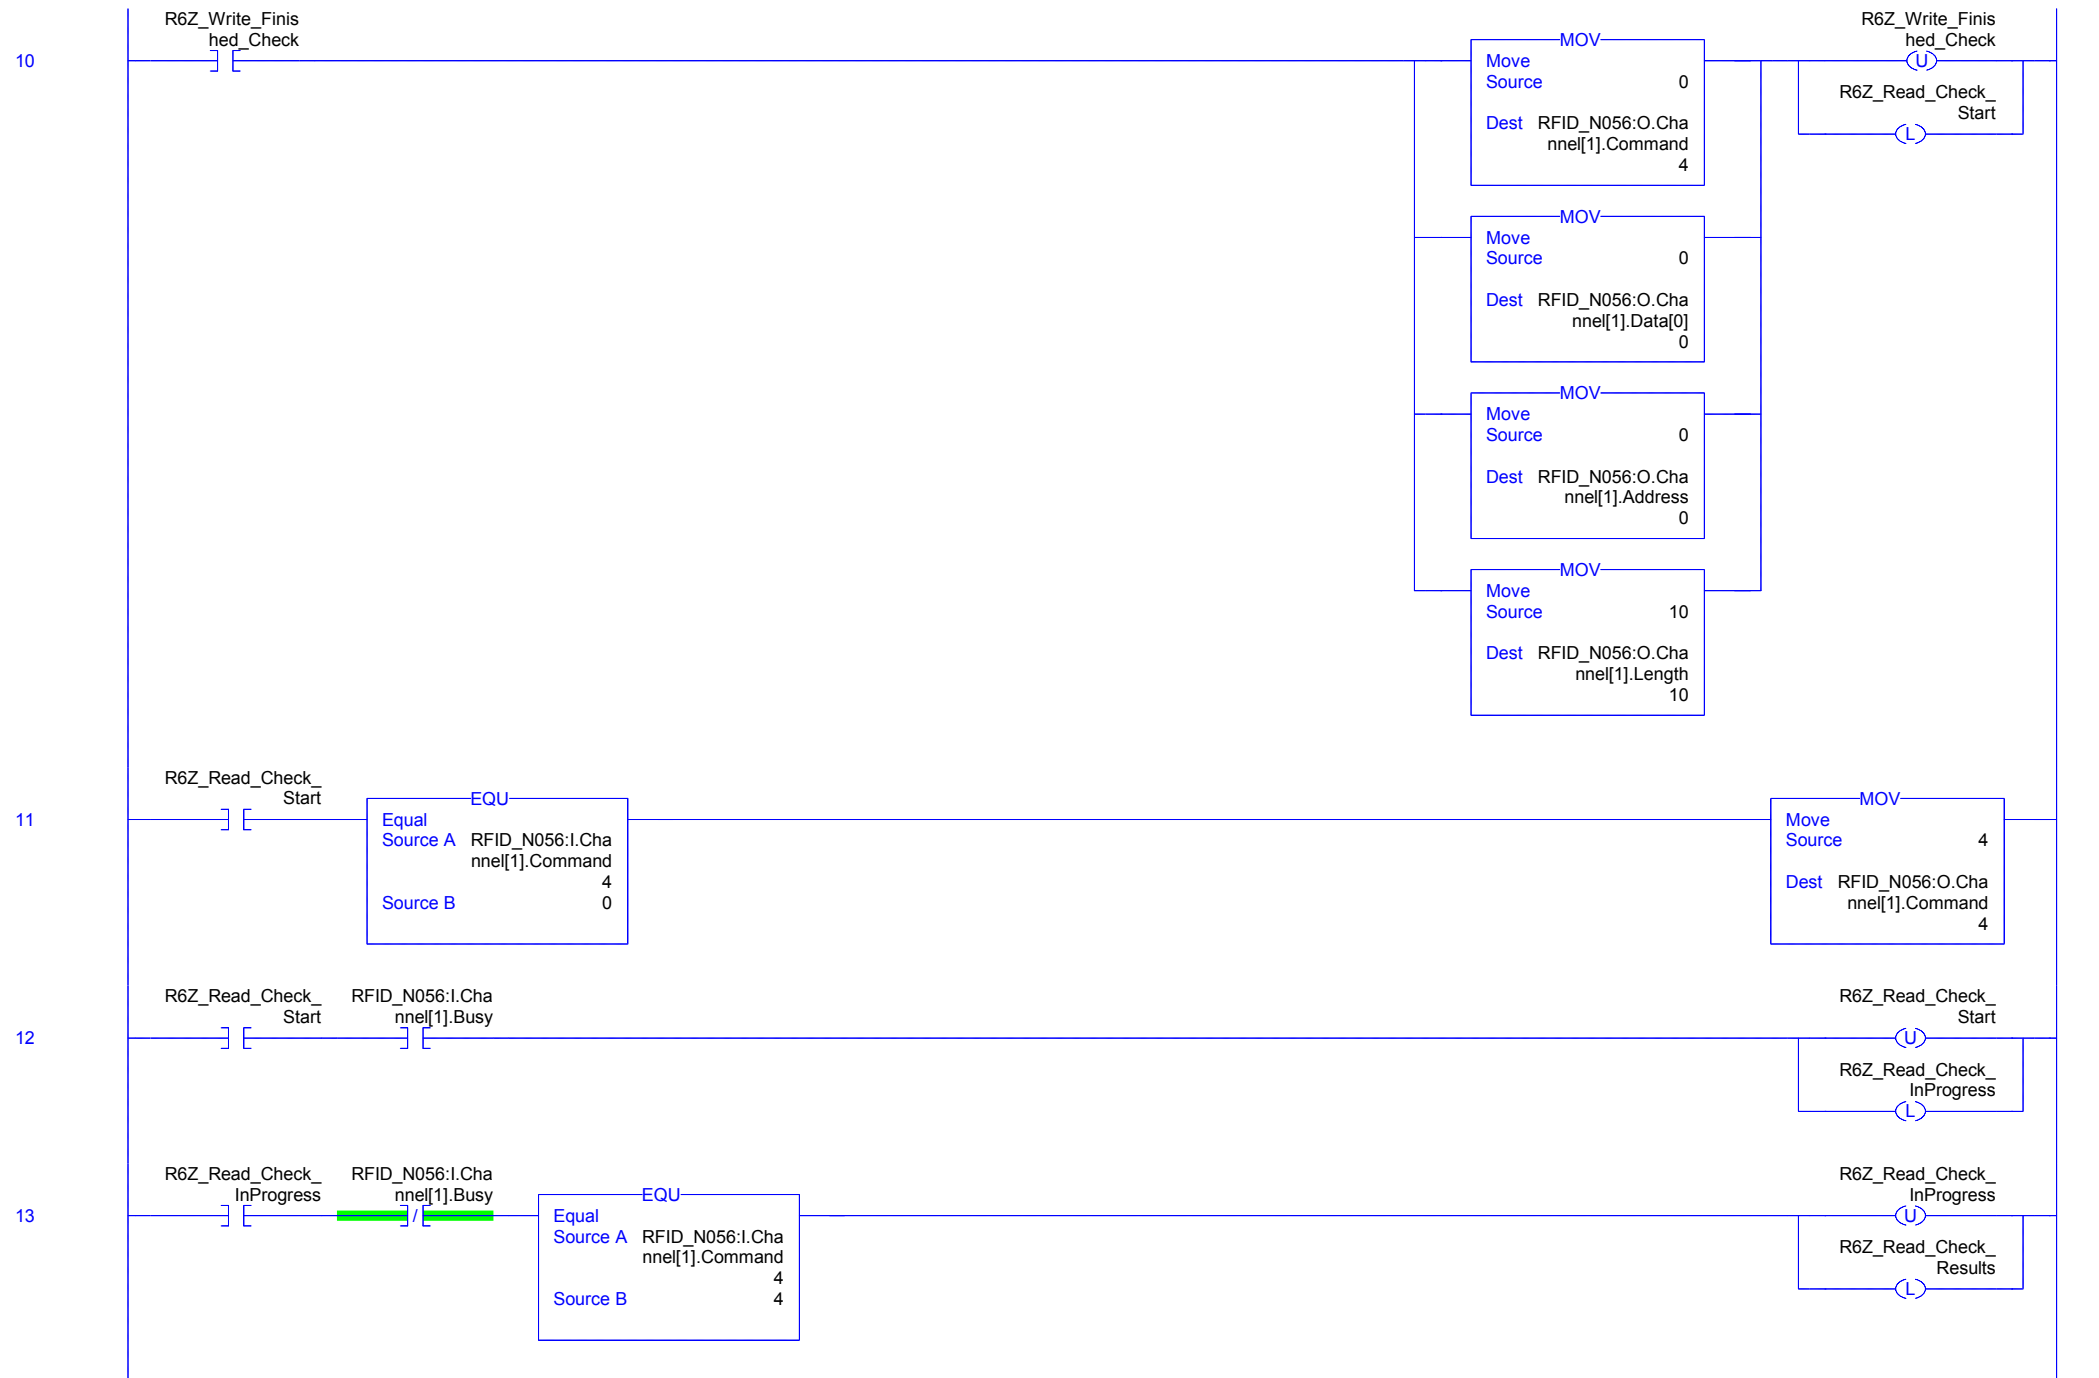 R6Z_Write_Finis
hed_Check
10
MOV
Move
Source 0
Dest RFID_N056:O.Cha
nnel[1].Command
4
R6Z_Write_Finis
hed_Check
U
R6Z_Read_Check_
Start
L
MOV
Move
Source 0
Dest RFID_N056:O.Cha
nnel[1].Data[0]
0
MOV
Move
Source 0
Dest RFID_N056:O.Cha
nnel[1].Address
0
MOV
Move
Source 10
Dest RFID_N056:O.Cha
nnel[1].Length
10
R6Z_Read_Check_
Start
11
EQU
Equal
Source A RFID_N056:I.Cha
nnel[1].Command
4
Source B 0
MOV
Move
Source 4
Dest RFID_N056:O.Cha
nnel[1].Command
4
R6Z_Read_Check_
Start
RFID_N056:I.Cha
nnel[1].Busy
12
R6Z_Read_Check_
Start
U
R6Z_Read_Check_
InProgress
L
R6Z_Read_Check_
InProgress
RFID_N056:I.Cha
nnel[1].Busy
13
/
EQU
Equal
Source A RFID_N056:I.Cha
nnel[1].Command
4
Source B 4
R6Z_Read_Check_
InProgress
U
R6Z_Read_Check_
Results
L